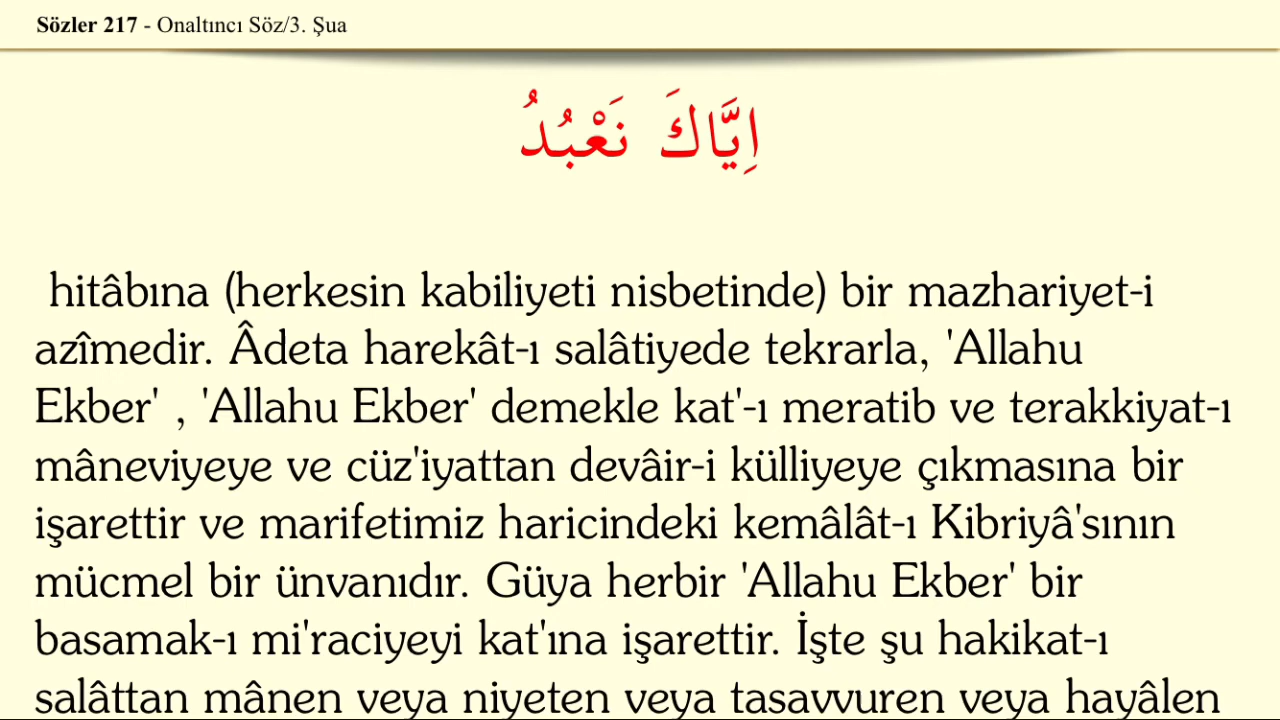 Sözler 217 - Onaltıncı Söz/3. Şua
اِيَّاكَ نَعْبُدُ
hitâbına (herkesin kabiliyeti nisbetinde) bir mazhariyet-i
azîmedir. Âdeta harekât-ı salâtiyede tekrarla, 'Allahu
Ekber' , 'Allahu Ekber' demekle kat'-ı meratib ve terakkiyat-ı
mâneviyeye ve cüz'iyattan devâir-i külliyeye çıkmasına bir
işarettir ve marifetimiz haricindeki kemâlât-ı Kibriyâ'sının
mücmel bir ünvanıdır. Güya herbir 'Allahu Ekber' bir
basamak-ı mi'raciyeyi kat'ına işarettir. İşte şu hakikat-ı
salâttan mânen veya niyeten veya tasavvuren veya hayâlen